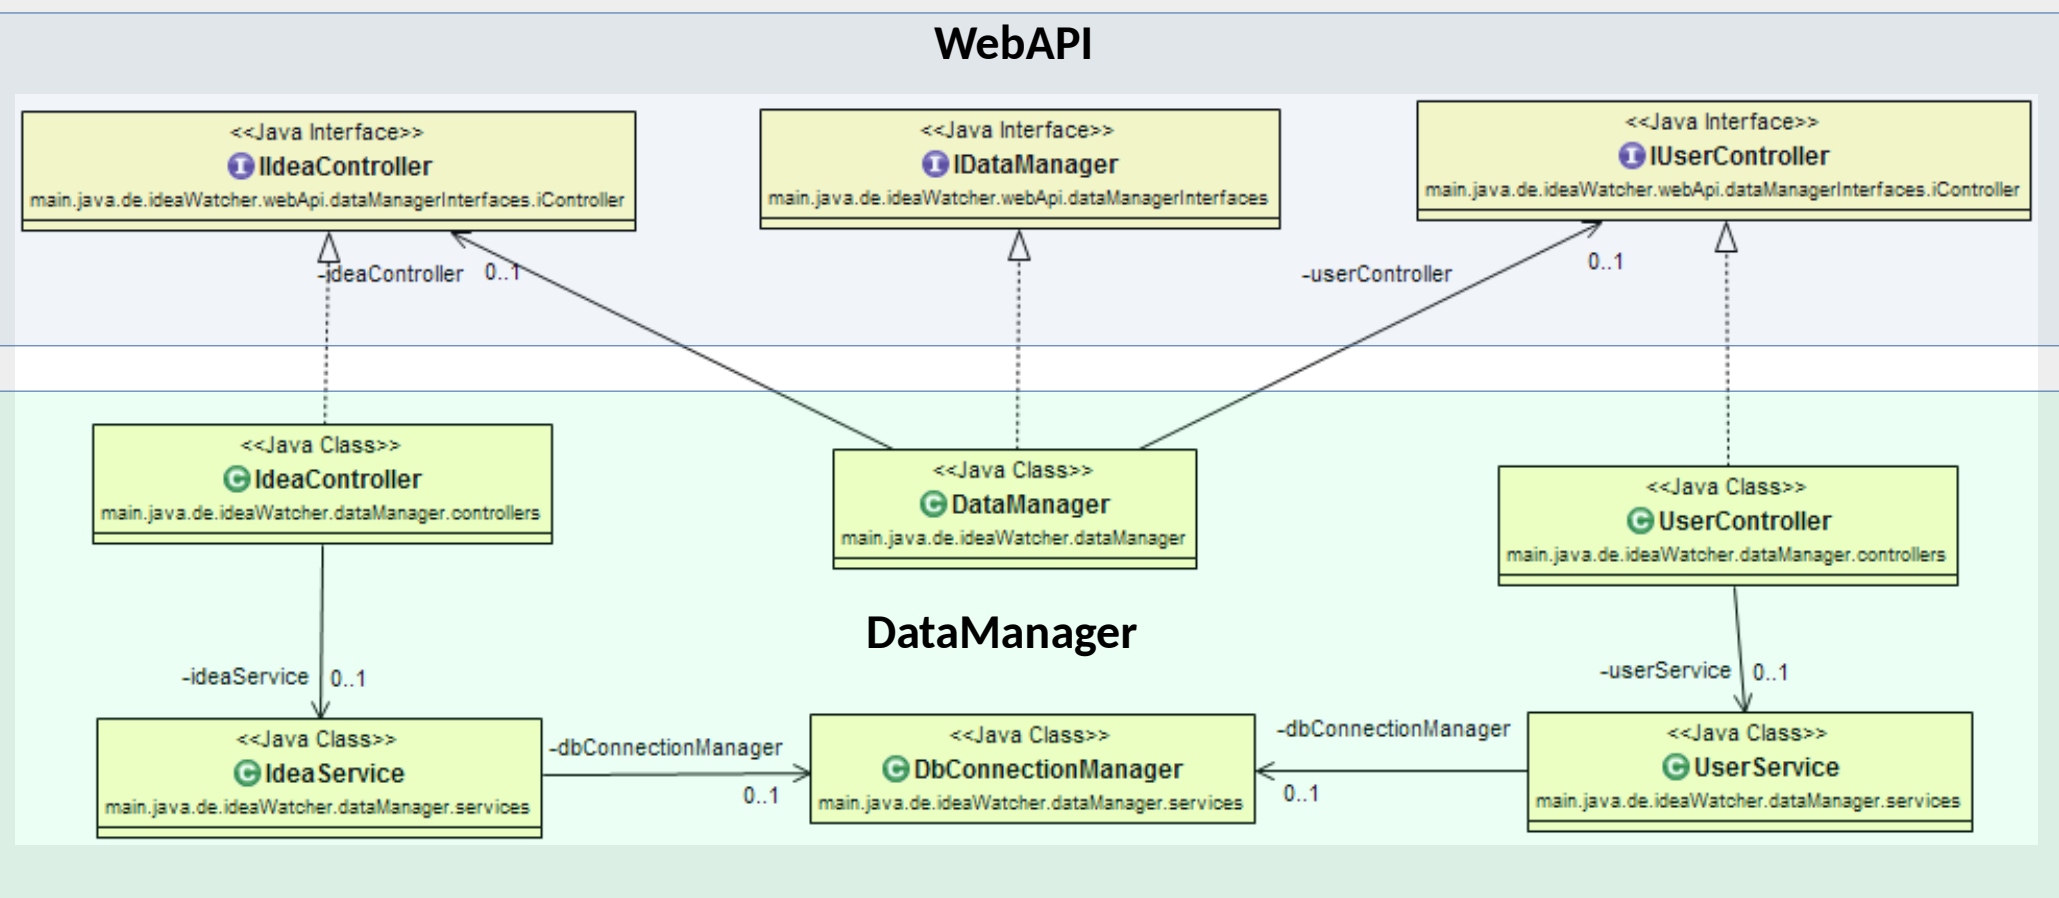 WebAPI
<<Java Interface>>
IIdeaController
main.java.de.ideaWatcher.webApi.dataManagerInterfaces.iController
<<Java Interface>>
IDataManager
main.java.de.ideaWatcher.webApi.dataManagerInterfaces
<<Java Interface>>
IUserController
main.java.de.ideaWatcher.webApi.dataManagerInterfaces.iController
-ideaController 0..1
-userController 0..1
<<Java Class>>
IdeaController
main.java.de.ideaWatcher.dataManager.controllers
<<Java Class>>
DataManager
main.java.de.ideaWatcher.dataManager
<<Java Class>>
UserController
main.java.de.ideaWatcher.dataManager.controllers
DataManager
-ideaService 0..1
-userService 0..1
<<Java Class>>
IdeaService
main.java.de.ideaWatcher.dataManager.services
-dbConnectionManager
0..1
<<Java Class>>
DbConnectionManager
main.java.de.ideaWatcher.dataManager.services
-dbConnectionManager
0..1
<<Java Class>>
UserService
main.java.de.ideaWatcher.dataManager.services